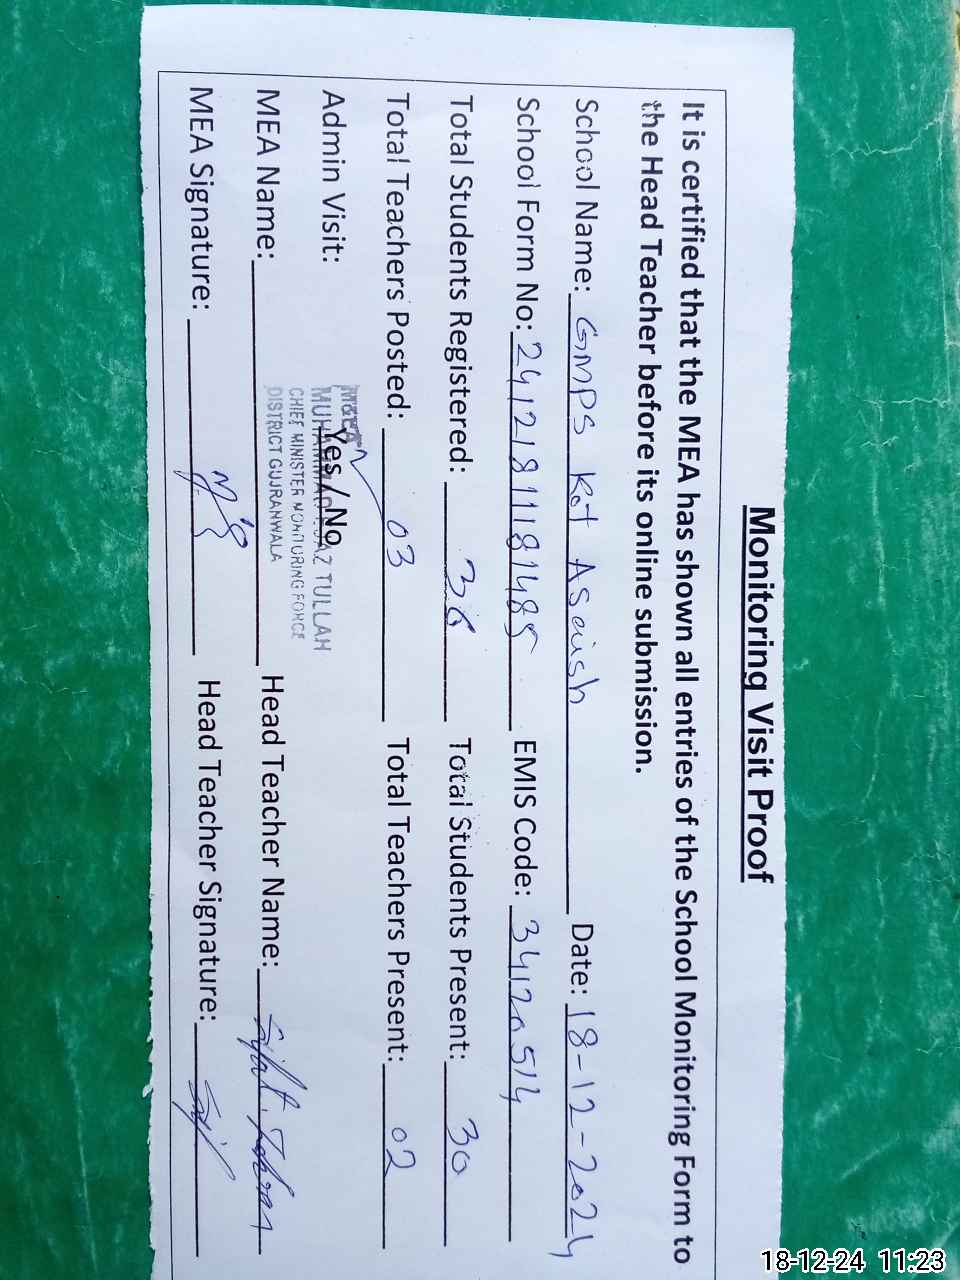 Monitoring Visit Proof
It is certified that the MEA has shown all entries of the School Monitoring Form to
the Head Teacher before its online submission.
School Name: GMPS Kot Asaish Date: 18-12-2024
School Form No: 24121811181485 EMIS Code: 34120514
Total Students Registered: 36 Total Students Present: 30
Total Teachers Posted: 03 Total Teachers Present: 02
Admin Visit: Yes / No
MEA
MUHAMMAD TULLAH
CHIEF MINISTER MONITORING FORCE
DISTRICT GUJRANWALA
MEA Name: Head Teacher Name:
MEA Signature: Head Teacher Signature:
18-12-24 11:23